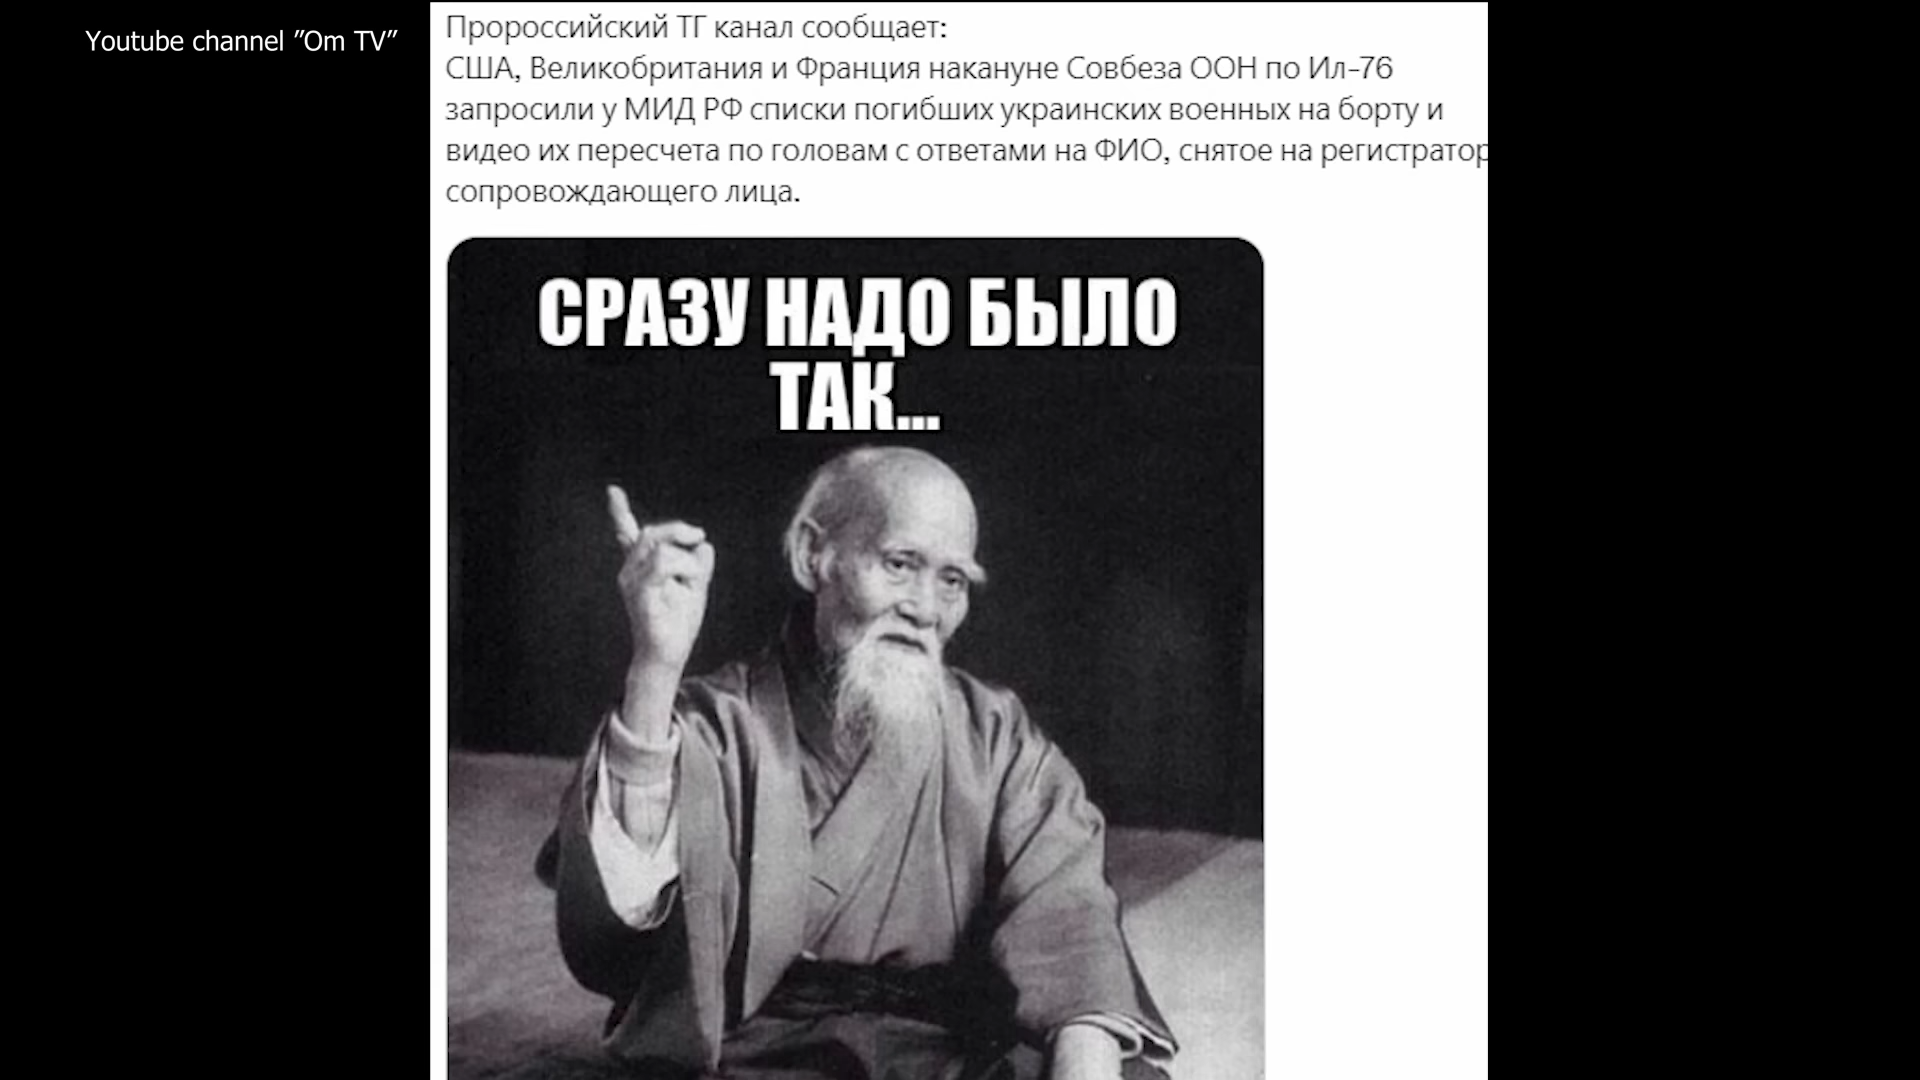 Youtube channel ”Om TV”
Пророссийский ТГ канал сообщает:
США, Великобритания и Франция накануне Совбеза ООН по Ил-76
запросили у МИД РФ списки погибших украинских военных на борту и
видео их пересчета по головам с ответами на ФИО, снятое на регистратор
сопровождающего лица.
СРАЗУ НАДО БЫЛО
ТАК...